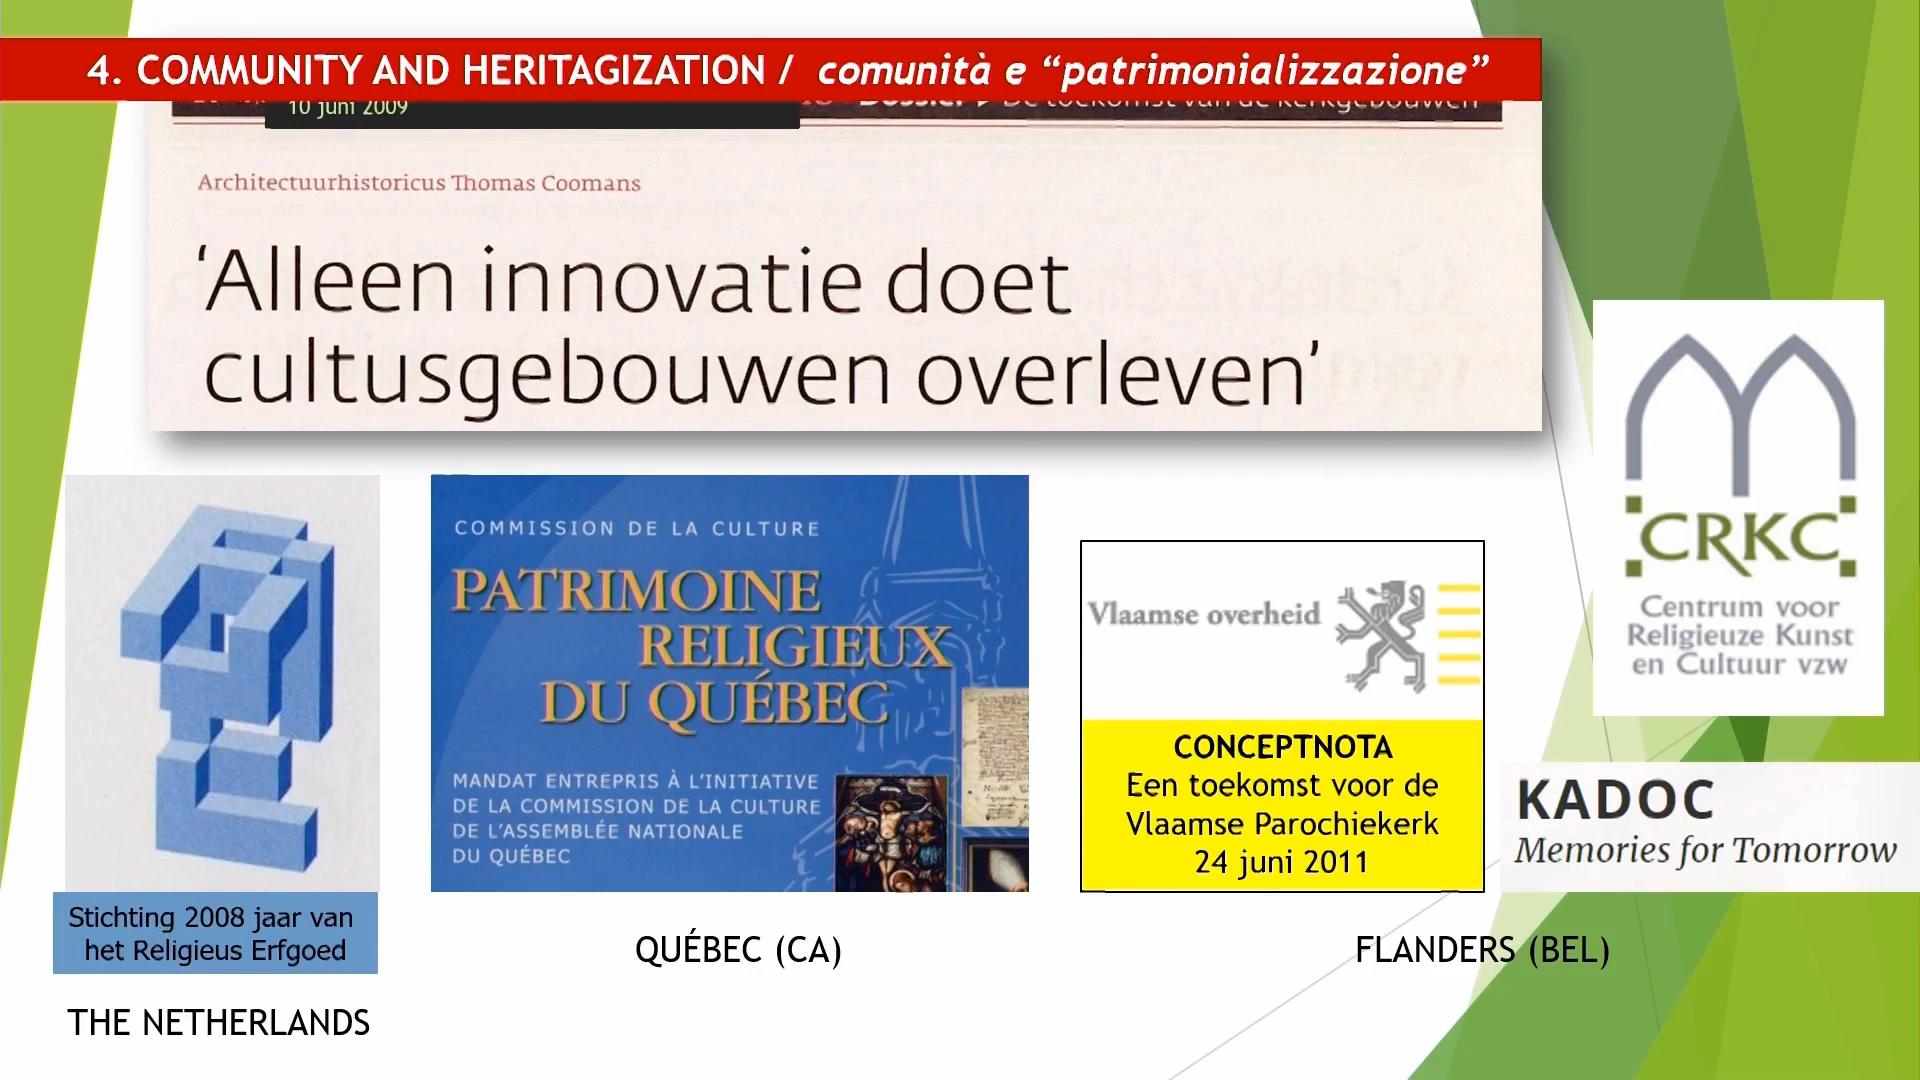 4. COMMUNITY AND HERITAGIZATION / comunità e “patrimonializzazione”
10 juni 2009
Dossier > De toekomst van de kerkgebouwen
Architectuurhistoricus Thomas Coomans
‘Alleen innovatie doet
cultusgebouwen overleven’
COMMISSION DE LA CULTURE
PATRIMOINE
RELIGIEUX
DU QUÉBEC
MANDAT ENTREPRIS À L’INITIATIVE
DE LA COMMISSION DE LA CULTURE
DE L’ASSEMBLÉE NATIONALE
DU QUÉBEC
Vlaamse overheid
CONCEPTNOTA
Een toekomst voor de
Vlaamse Parochiekerk
24 juni 2011
CRKC
Centrum voor
Religieuze Kunst
en Cultuur vzw
KADOC
Memories for Tomorrow
Stichting 2008 jaar van
het Religieus Erfgoed
THE NETHERLANDS
QUÉBEC (CA)
FLANDERS (BEL)